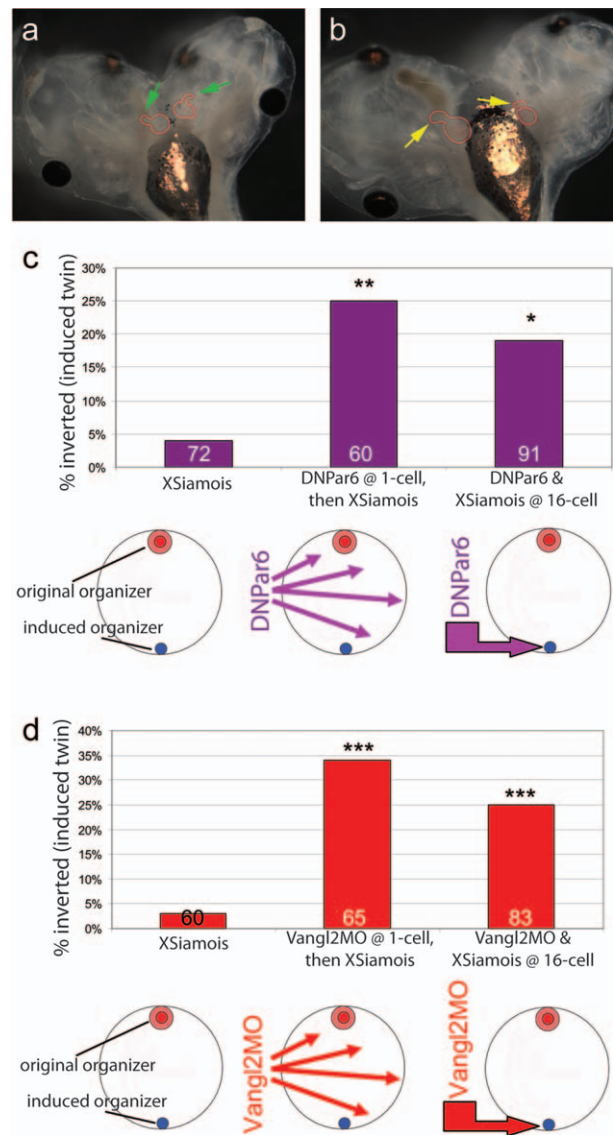 a
b
c
% inverted (induced twin)
30%
25%
20%
15%
10%
5%
0%
**
*
72
60
91
XSiamois
DNPar6 @ 1-cell,
then XSiamois
DNPar6 &
XSiamois @ 16-cell
original organizer
induced organizer
DNPar6
DNPar6
d
% inverted (induced twin)
40%
35%
30%
25%
20%
15%
10%
5%
0%
***
***
60
65
83
XSiamois
Vangl2MO @ 1-cell,
then XSiamois
Vangl2MO &
XSiamois @ 16-cell
original organizer
induced organizer
Vangl2MO
Vangl2MO